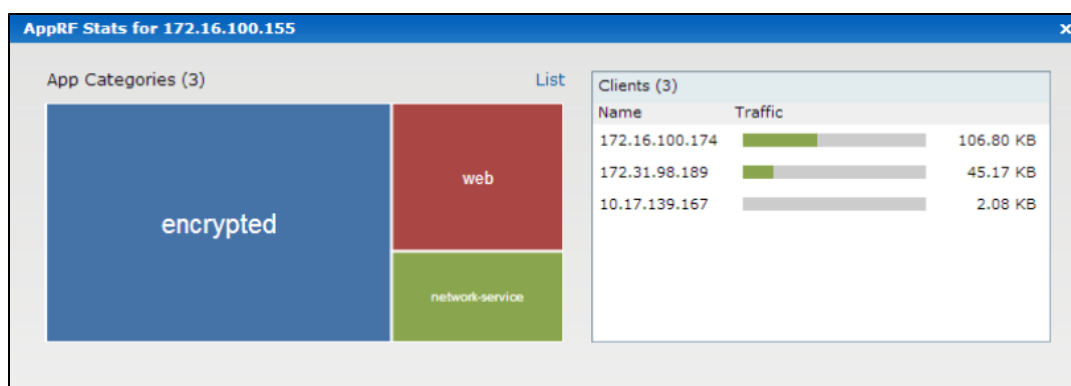 AppRF Stats for 172.16.100.155 x
App Categories (3) List
encrypted
web
network-service
Clients (3)
Name Traffic
172.16.100.174 106.80 KB
172.31.98.189 45.17 KB
10.17.139.167 2.08 KB